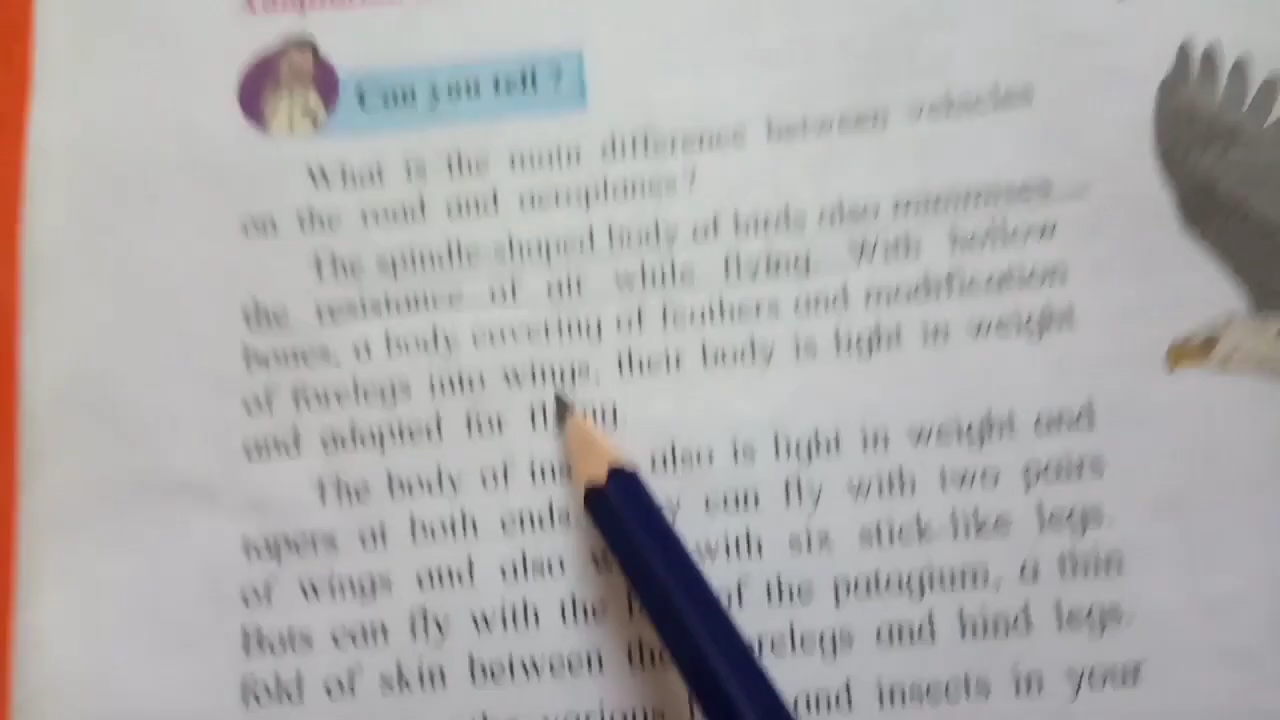 Can you tell ?
What is the main difference between vehicles
on the road and aeroplanes?
The spindle-shaped body of birds also minimises
the resistance of air while flying. With hollow
bones, a body covering of feathers and modification
of forelegs into wings, their body is light in weight
and adapted for
The body of also is light in weight and
tapers at both ends. can fly with two pairs
of wings and also with six stick-like legs.
Bats can fly with the of the patagium, a thin
fold of skin between the forelegs and hind legs.
the various and insects in your